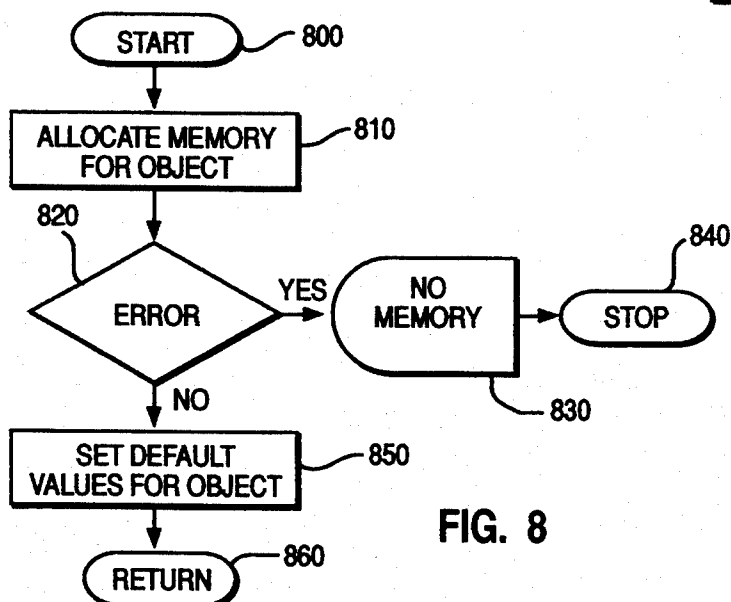 START
800
ALLOCATE MEMORY
FOR OBJECT
810
820
ERROR
YES
NO
MEMORY
830
840
STOP
NO
SET DEFAULT
VALUES FOR OBJECT
850
RETURN
860
FIG. 8